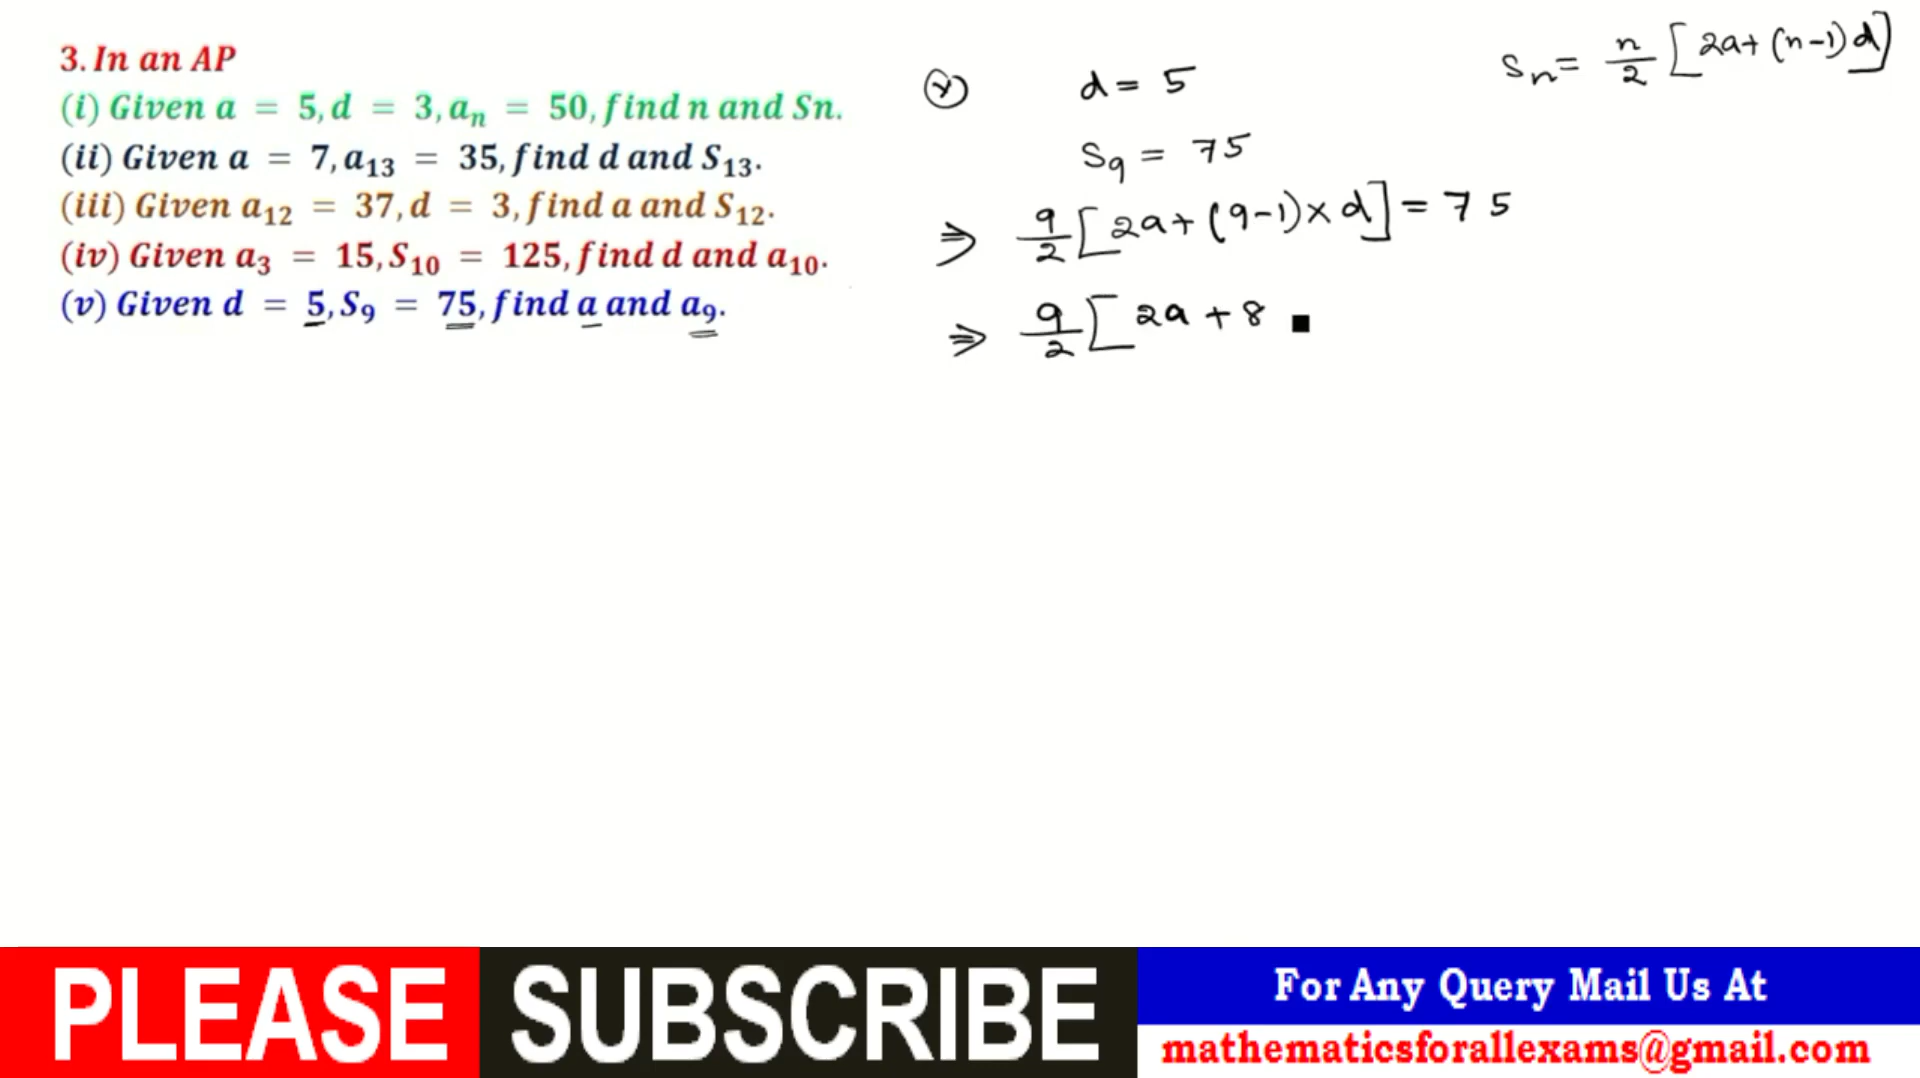 3. In an AP
(i) Given a = 5, d = 3, aₙ = 50, find n and Sn.
(ii) Given a = 7, a₁₃ = 35, find d and S₁₃.
(iii) Given a₁₂ = 37, d = 3, find a and S₁₂.
(iv) Given a₃ = 15, S₁₀ = 125, find d and a₁₀.
(v) Given d = 5, S₉ = 75, find a and a₉.
Sₙ = n/2 [2a+(n-1)d]
(v) d = 5
S₉ = 75
⇒ 9/2 [2a+(9-1)×d] = 75
⇒ 9/2 [2a+8
PLEASE SUBSCRIBE
For Any Query Mail Us At
mathematicsforallexams@gmail.com